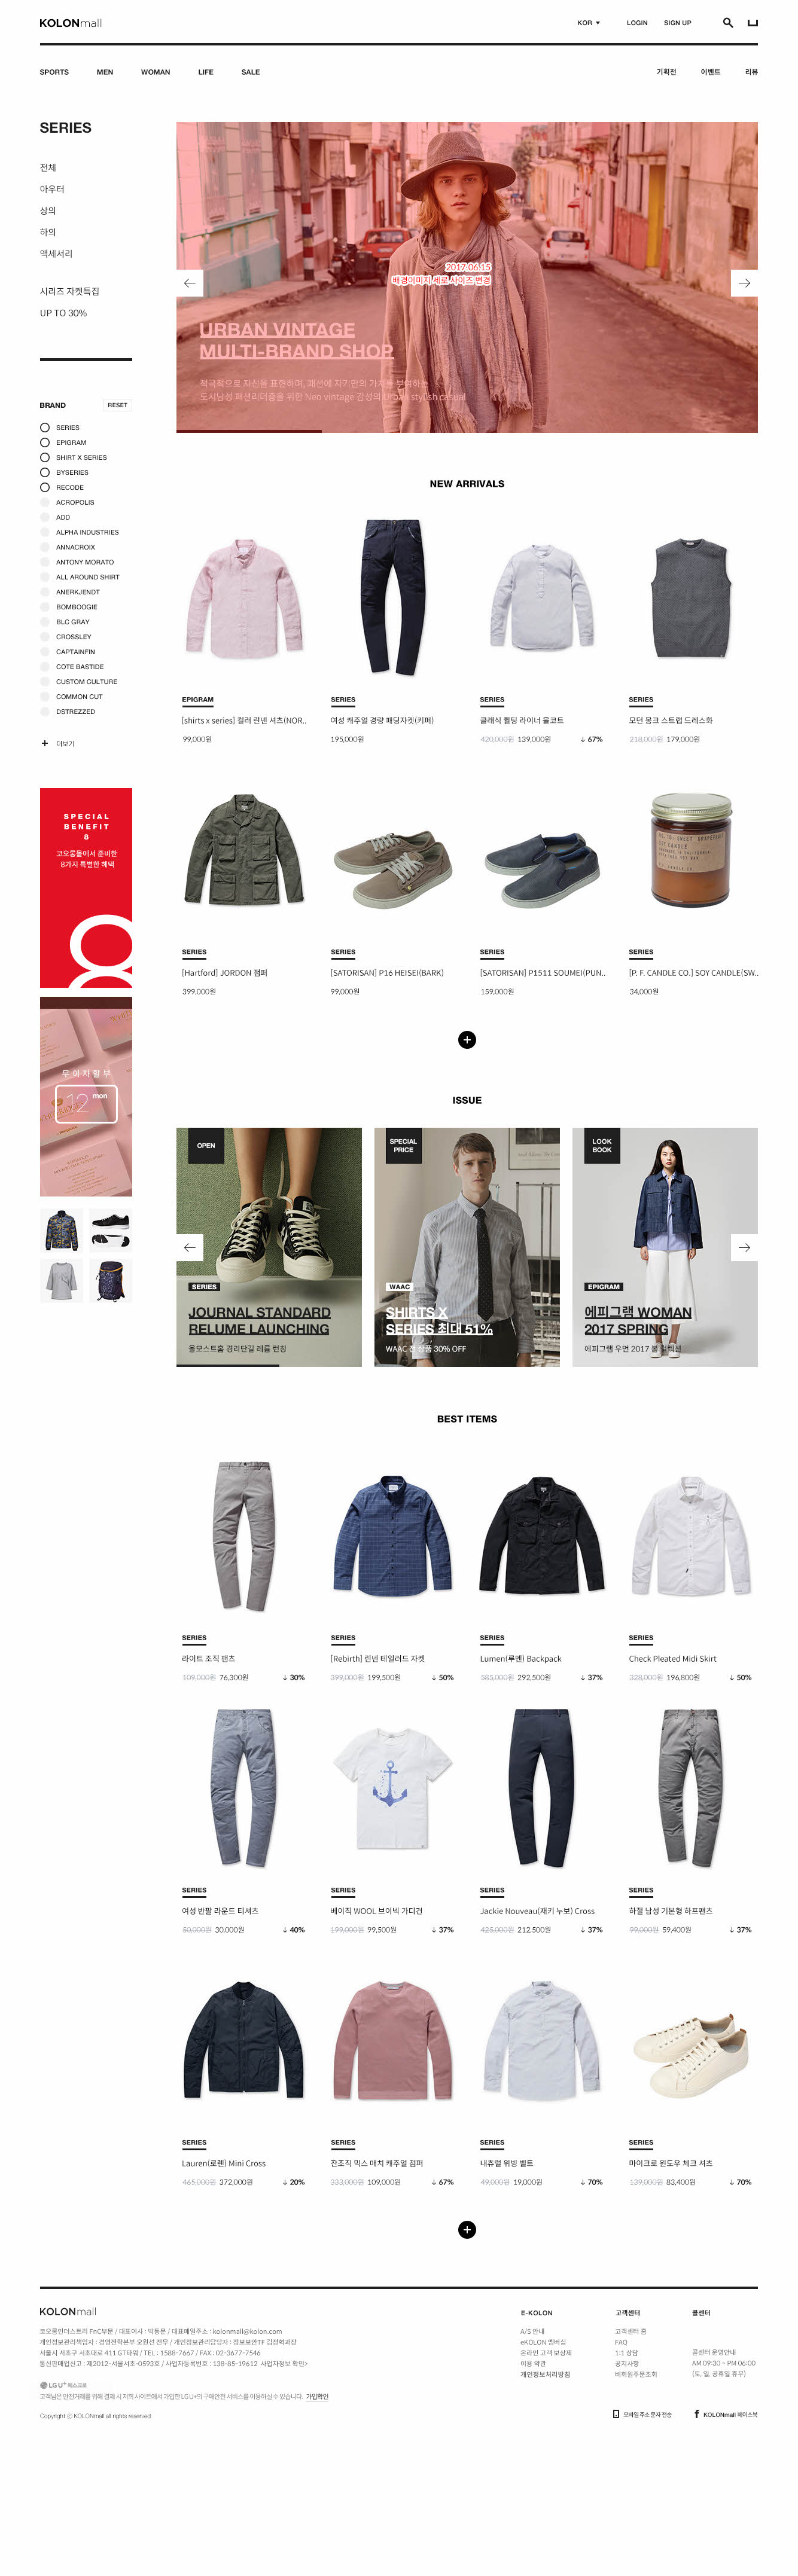 KOLONmall
KOR
LOGIN
SIGN UP
SPORTS
MEN
WOMAN
LIFE
SALE
기획전
이벤트
리뷰
SERIES
전체
아우터
상의
하의
액세서리
시리즈 자켓특집
UP TO 30%
BRAND
RESET
SERIES
EPIGRAM
SHIRT X SERIES
BYSERIES
RECODE
ACROPOLIS
ADD
ALPHA INDUSTRIES
ANNACROIX
ANTONY MORATO
ALL AROUND SHIRT
ANERKJENDT
BOMBOOGIE
BLC GRAY
CROSSLEY
CAPTAINFIN
COTE BASTIDE
CUSTOM CULTURE
COMMON CUT
DSTREZZED
더보기
SPECIAL
BENEFIT
8
코오롱몰에서 준비한
8가지 특별한 혜택
무이자할부
12 mon
2017.06.15
배경이미지 세로 사이즈 변경
URBAN VINTAGE
MULTI-BRAND SHOP
적극적으로 자신을 표현하며, 패션에 자기만의 가치를 부여하는
도시남성 패션리더층을 위한 Neo vintage 감성의 Urban stylish casual
NEW ARRIVALS
EPIGRAM
[shirts x series] 컬러 린넨 셔츠(NOR..
99,000원
SERIES
여성 캐주얼 경량 패딩자켓(키퍼)
195,000원
SERIES
클래식 퀼팅 라이너 울코트
420,000원 139,000원 ↓ 67%
SERIES
모던 몽크 스트랩 드레스화
218,000원 179,000원
SERIES
[Hartford] JORDON 점퍼
399,000원
SERIES
[SATORISAN] P16 HEISEI(BARK)
99,000원
SERIES
[SATORISAN] P1511 SOUMEI(PUN..
159,000원
SERIES
[P. F. CANDLE CO.] SOY CANDLE(SW..
34,000원
ISSUE
OPEN
SERIES
JOURNAL STANDARD
RELUME LAUNCHING
올모스트홈 경리단길 레륨 런칭
SPECIAL
PRICE
WAAC
SHIRTS X
SERIES 최대 51%
WAAC 전 상품 30% OFF
LOOK
BOOK
EPIGRAM
에피그램 WOMAN
2017 SPRING
에피그램 우먼 2017 봄 컬렉션
BEST ITEMS
SERIES
라이트 조직 팬츠
109,000원 76,300원 ↓ 30%
SERIES
[Rebirth] 린넨 테일러드 자켓
399,000원 199,500원 ↓ 50%
SERIES
Lumen(루멘) Backpack
585,000원 292,500원 ↓ 37%
SERIES
Check Pleated Midi Skirt
328,000원 196,800원 ↓ 50%
SERIES
여성 반팔 라운드 티셔츠
50,000원 30,000원 ↓ 40%
SERIES
베이직 WOOL 브이넥 가디건
199,000원 99,500원 ↓ 37%
SERIES
Jackie Nouveau(재키 누보) Cross
425,000원 212,500원 ↓ 37%
SERIES
하절 남성 기본형 하프팬츠
99,000원 59,400원 ↓ 37%
SERIES
Lauren(로렌) Mini Cross
465,000원 372,000원 ↓ 20%
SERIES
잔조직 믹스 매치 캐주얼 점퍼
333,000원 109,000원 ↓ 67%
SERIES
내츄럴 위빙 벨트
49,000원 19,000원 ↓ 70%
SERIES
마이크로 윈도우 체크 셔츠
139,000원 83,400원 ↓ 70%
KOLONmall
코오롱인더스트리 FnC부문 / 대표이사 : 박동문 / 대표메일주소 : kolonmall@kolon.com
개인정보관리책임자 : 경영전략본부 오원선 전무 / 개인정보관리담당자 : 정보보안TF 김정혁과장
서울시 서초구 서초대로 411 GT타워 / TEL : 1588-7667 / FAX : 02-3677-7546
통신판매업신고 : 제2012-서울서초-0593호 / 사업자등록번호 : 138-85-19612 사업자정보 확인>
LG U+ 에스크로
고객님은 안전거래를 위해 결제 시 저희 사이트에서 가입한 LG U+의 구매안전 서비스를 이용하실 수 있습니다. 가입확인
Copyright ⓒ KOLONmall all rights reserved
E-KOLON
A/S 안내
eKOLON 멤버십
온라인 고객 보상제
이용 약관
개인정보처리방침
고객센터
고객센터 홈
FAQ
1:1 상담
공지사항
비회원주문조회
콜센터
콜센터 운영안내
AM 09:30 ~ PM 06:00
(토, 일, 공휴일 휴무)
모바일 주소 문자 전송
KOLONmall 페이스북